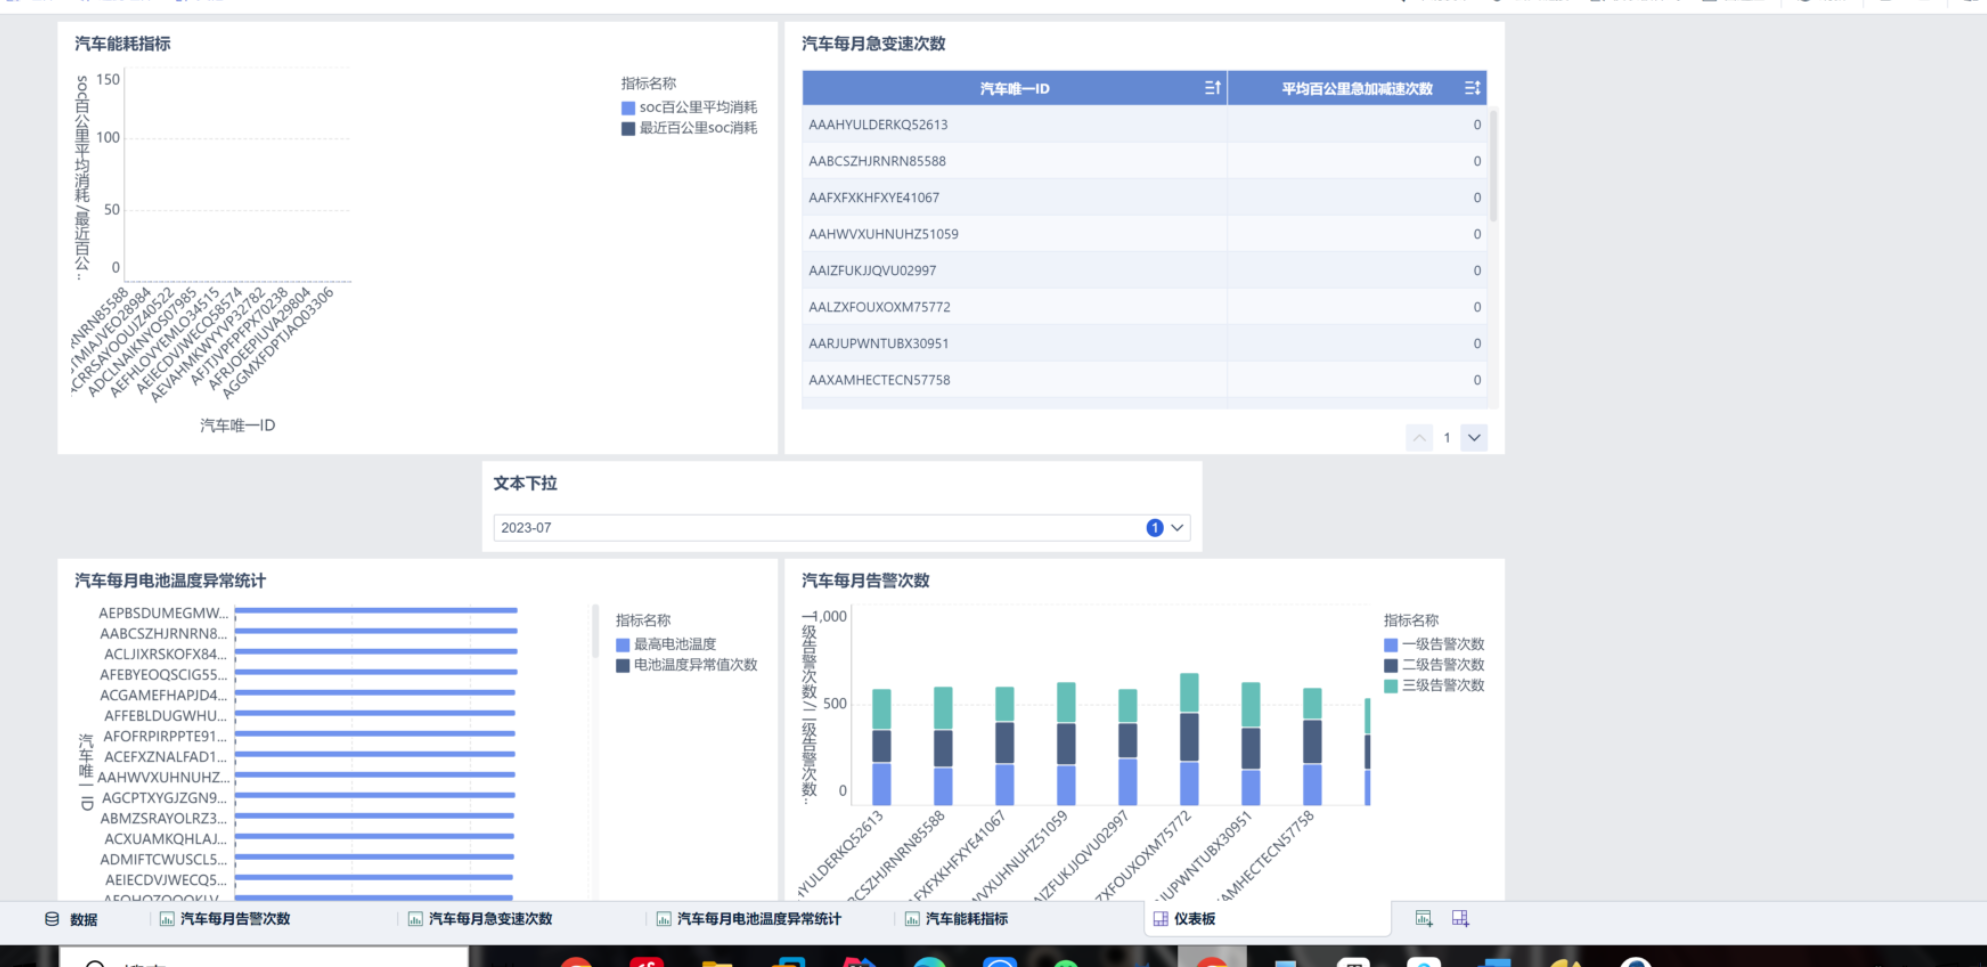 汽车能耗指标
soc百公里平均消耗/最近百公...
150
100
50
0
指标名称
soc百公里平均消耗
最近百公里soc消耗
RNRN85588
TMIAJVEO28984
CRRSAYOOUJZ40522
ADCLNAIKNYOS07985
AEFHLOVYEMLO34515
AEIECDVJWECQ58574
AEVAHMKWYYVP32782
AFJTJVPFPFPX70238
AFRJOEEPIUVA29804
AGGMXFDPTJAQ03306
汽车唯一ID
汽车每月急变速次数
汽车唯一ID 平均百公里急加减速次数
AAAHYULDERKQ52613 0
AABCSZHJRNRN85588 0
AAFXFXKHFXYE41067 0
AAHWVXUHNUHZ51059 0
AAIZFUKJJQVU02997 0
AALZXFOUXOXM75772 0
AARJUPWNTUBX30951 0
AAXAMHECTECN57758 0
1
文本下拉
2023-07 1
汽车每月电池温度异常统计
汽车唯一ID
AEPBSDUMEGMW...
AABCSZHJRNRN8...
ACLJIXRSKOFX84...
AFEBYEOQSCIG55...
ACGAMEFHAPJD4...
AFFEBLDUGWHU...
AFOFRPIRPPTE91...
ACEFXZNALFAD1...
AAHWVXUHNUHZ...
AGCPTXYGJZGN9...
ABMZSRAYOLRZ3...
ACXUAMKQHLAJ...
ADMIFTCWUSCL5...
AEIECDVJWECQ5...
指标名称
最高电池温度
电池温度异常值次数
汽车每月告警次数
一级告警次数/二级告警次数...
1,000
500
0
指标名称
一级告警次数
二级告警次数
三级告警次数
YULDERKQ52613
CSZHJRNRN85588
FXFXKHFXYE41067
WVXUHNUHZ51059
IZFUKJJQVU02997
ZXFOUXOXM75772
JUPWNTUBX30951
AMHECTECN57758
数据 汽车每月告警次数 汽车每月急变速次数 汽车每月电池温度异常统计 汽车能耗指标 仪表板